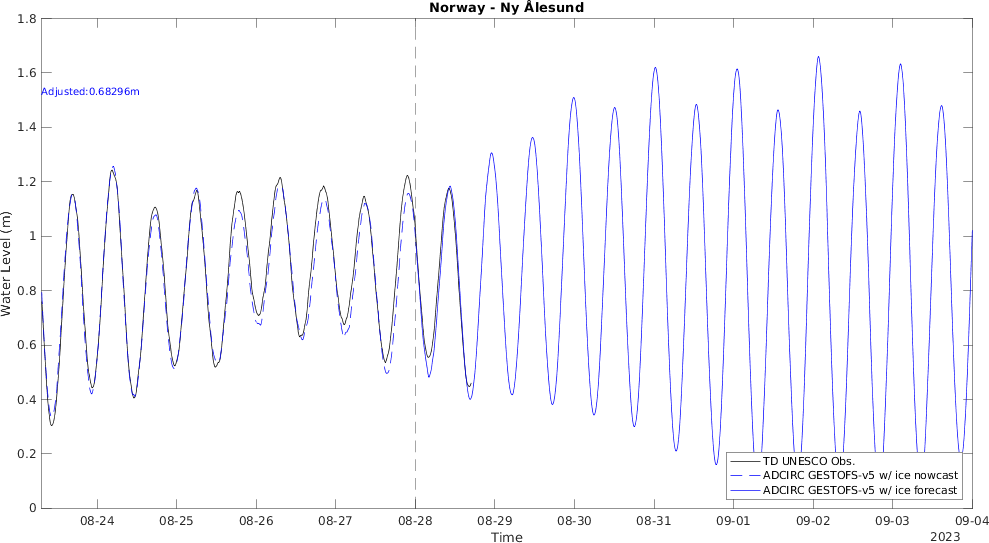 Norway - Ny Ålesund
1.8
1.6
Adjusted:0.68296m
1.4
1.2
1
0.8
0.6
0.4
0.2
0
Water Level (m)
TD UNESCO Obs.
ADCIRC GESTOFS-v5 w/ ice nowcast
ADCIRC GESTOFS-v5 w/ ice forecast
08-24 08-25 08-26 08-27 08-28 08-29 08-30 08-31 09-01 09-02 09-03 09-04
Time
2023